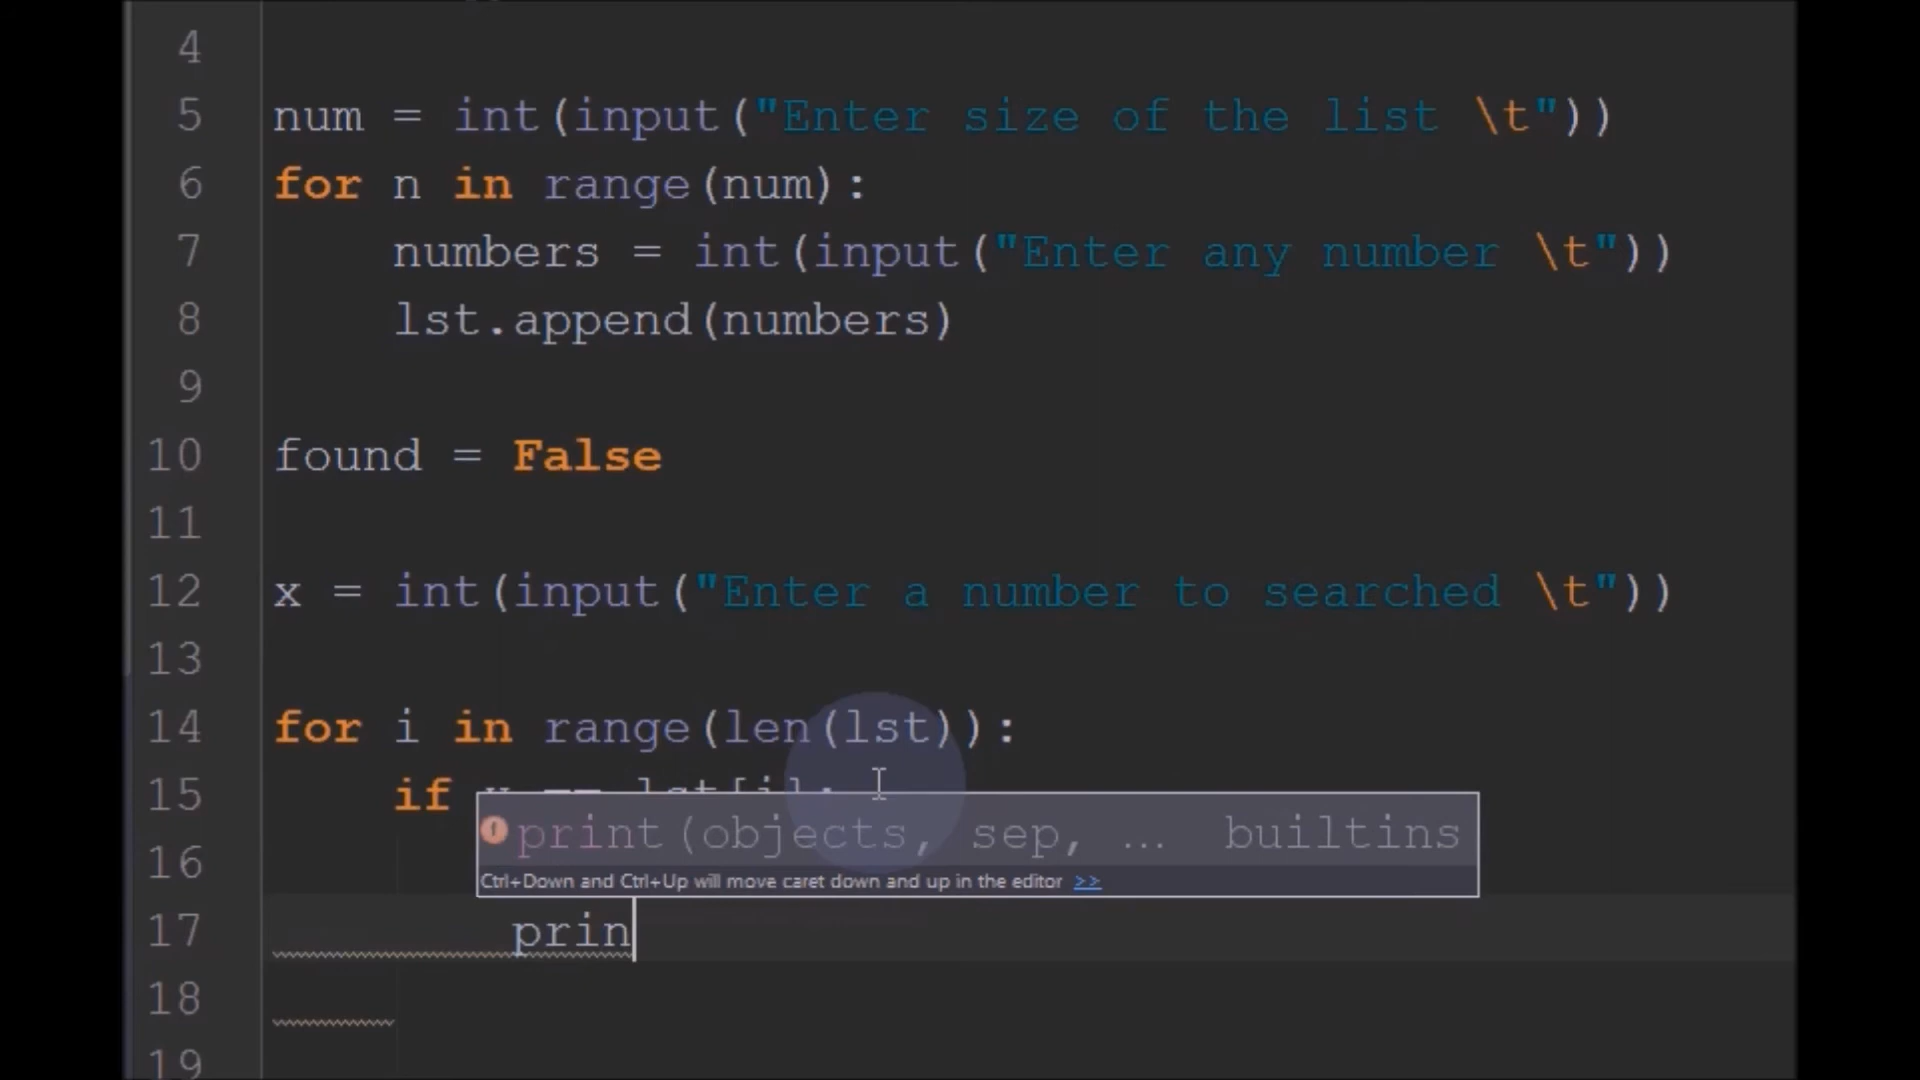 4
5 num = int(input("Enter size of the list \t"))
6 for n in range(num):
7 numbers = int(input("Enter any number \t"))
8 lst.append(numbers)
9
10 found = False
11
12 x = int(input("Enter a number to searched \t"))
13
14 for i in range(len(lst)):
15 if x == lst[i]:
print(objects, sep, ... builtins
16
Ctrl+Down and Ctrl+Up will move caret down and up in the editor >>
17 prin
18
19